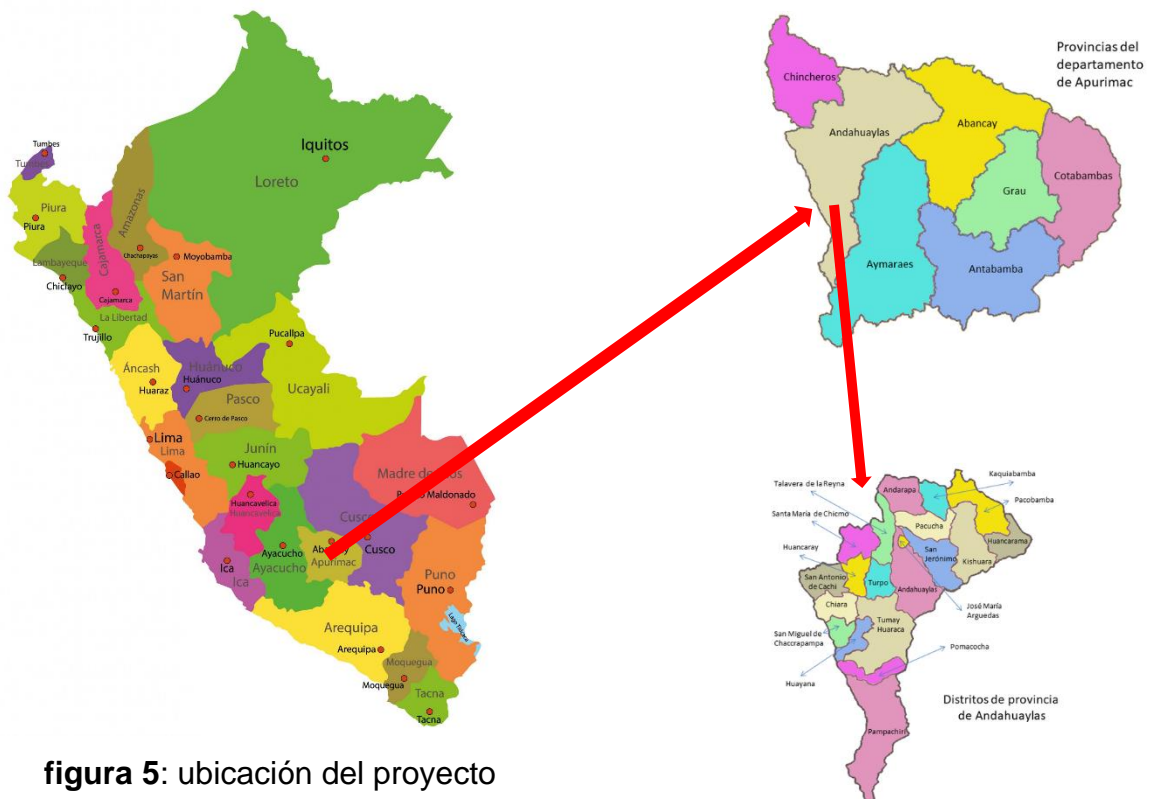 Tumbes
Tumbes
Iquitos
Loreto
Piura
Piura
Amazonas
Cajamarca
Chachapayas
Moyobamba
Lambayeque
Chiclayo
San
Martín
Cajamarca
La Libertad
Trujillo
Pucallpa
Áncash
Huánuco
Huánuco
Huaraz
Ucayali
Pasco
Cerro de Pasco
Lima
Lima
Junín
Huancayo
Callao
Madre de
Maldonado
Huancavelica
Huancavelica
Cusco
Cusco
Ayacucho
Ayacucho
Apurimac
Ica
Ica
Puno
Puno
Lago Titicaca
Arequipa
Arequipa
Moquegua
Moquegua
Tacna
Tacna
Provincias del
departamento
de Apurimac
Chincheros
Andahuaylas
Abancay
Cotabambas
Grau
Aymaraes
Antabamba
Kaquiabamba
Talavera de la Reyna
Andarapa
Pacobamba
Santa María de Chicmo
Pacucha
Huancarama
Huancaray
San
Jerónimo
Kishuara
San Antonio
de Cachi
Turpo
Andahuaylas
Chiara
José María
Arguedas
Tumay
Huaraca
San Miguel de
Chaccrapampa
Pomacocha
Huayana
Distritos de provincia
de Andahuaylas
Pampachiri
figura 5: ubicación del proyecto